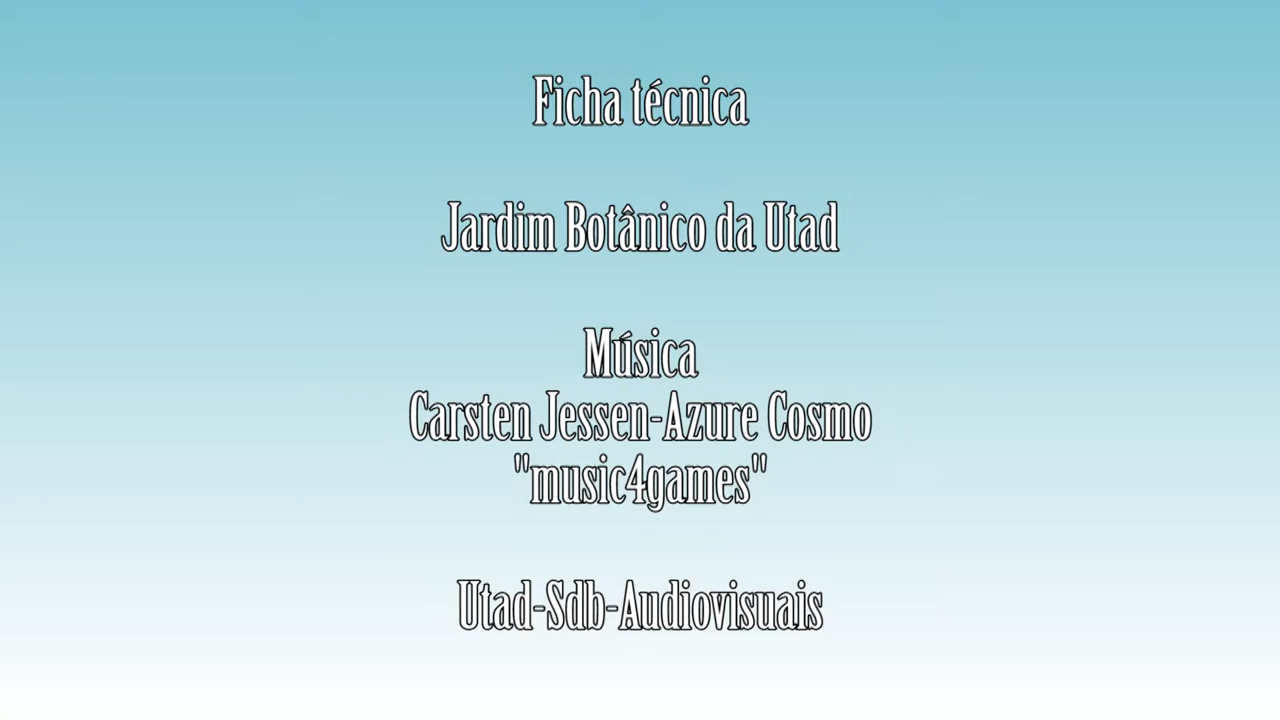 Ficha técnica
Jardim Botânico da Utad
Música
Carsten Jessen-Azure Cosmo
"music4games"
Utad-Sdb-Audiovisuais